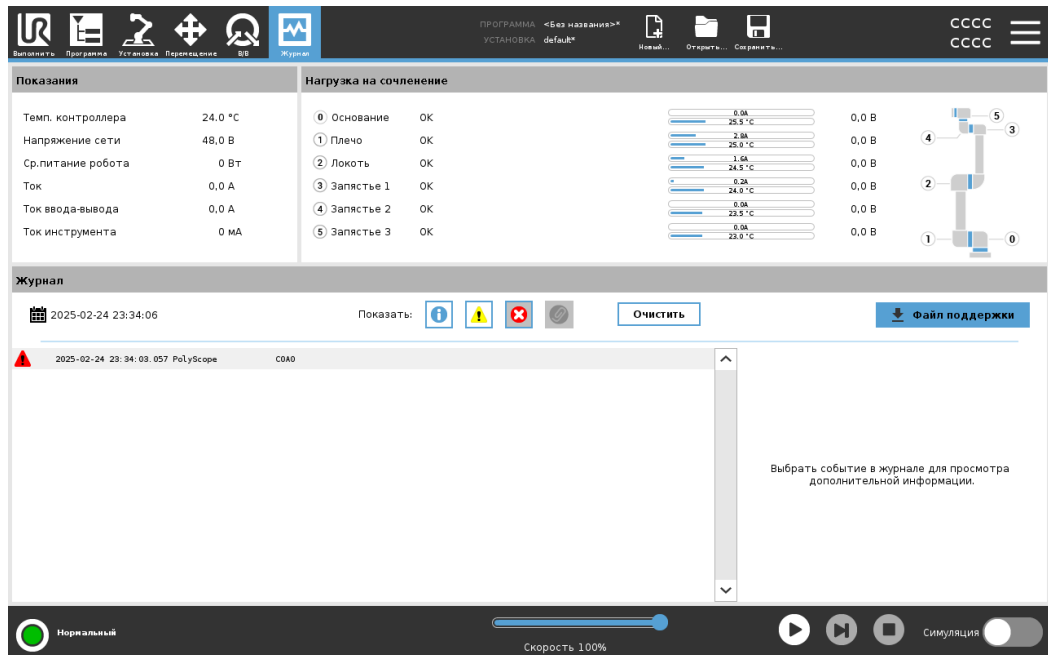 UR
Выполнить Программа Установка Перемещение В/В Журнал
ПРОГРАММА <Без названия>*
УСТАНОВКА default*
Новый... Открыть... Сохранить...
CCCC
CCCC
Показания
Темп. контроллера 24.0 °C
Напряжение сети 48,0 В
Ср.питание робота 0 Вт
Ток 0,0 А
Ток ввода-вывода 0,0 А
Ток инструмента 0 мА
Нагрузка на сочленение
0 Основание OK 0.0A 25.5 °C 0,0 В
1 Плечо OK 2.8A 25.0 °C 0,0 В
2 Локоть OK 1.6A 24.5 °C 0,0 В
3 Запястье 1 OK 0.2A 24.0 °C 0,0 В
4 Запястье 2 OK 0.0A 23.5 °C 0,0 В
5 Запястье 3 OK 0.0A 23.0 °C 0,0 В
5
4 3
2
1 0
Журнал
2025-02-24 23:34:06 Показать: Очистить Файл поддержки
2025-02-24 23:34:03.057 PolyScope C0A0
Выбрать событие в журнале для просмотра
дополнительной информации.
Нормальный
Скорость 100%
Симуляция